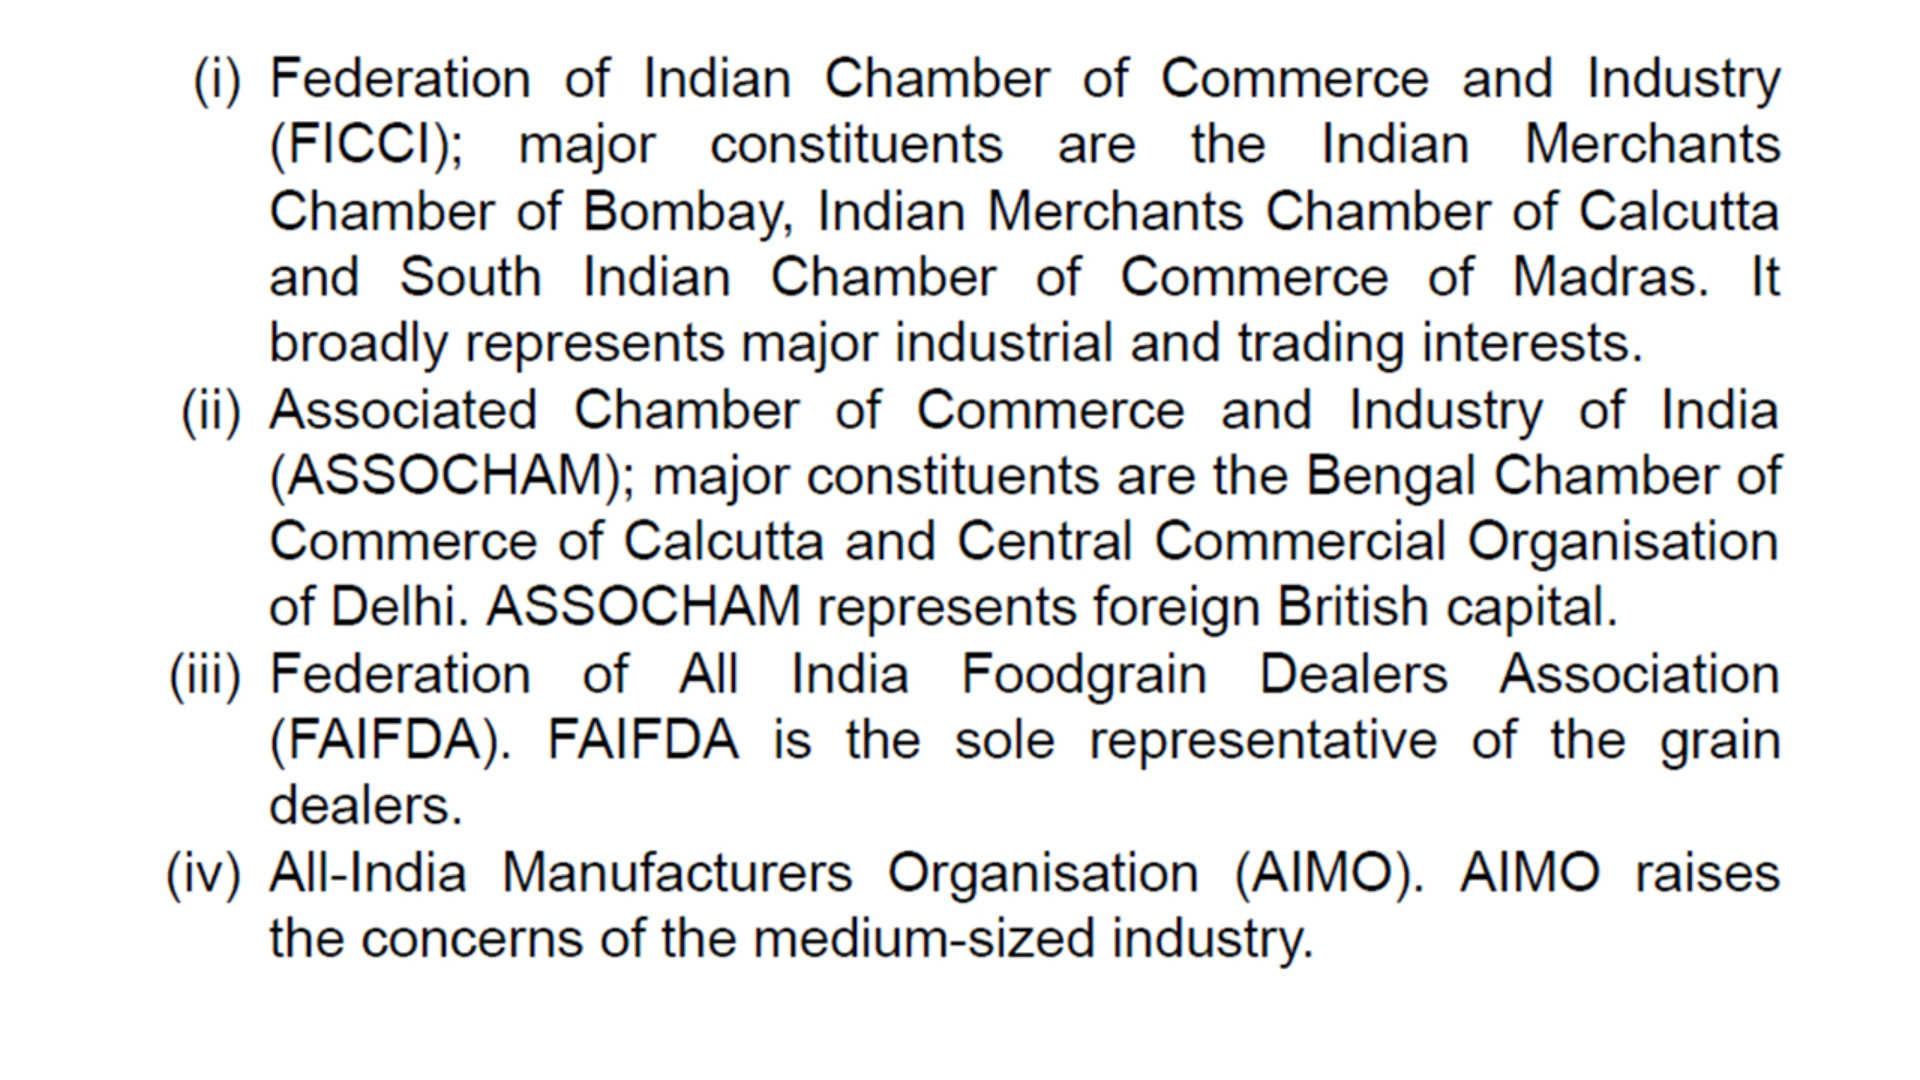 (i) Federation of Indian Chamber of Commerce and Industry
(FICCI); major constituents are the Indian Merchants
Chamber of Bombay, Indian Merchants Chamber of Calcutta
and South Indian Chamber of Commerce of Madras. It
broadly represents major industrial and trading interests.
(ii) Associated Chamber of Commerce and Industry of India
(ASSOCHAM); major constituents are the Bengal Chamber of
Commerce of Calcutta and Central Commercial Organisation
of Delhi. ASSOCHAM represents foreign British capital.
(iii) Federation of All India Foodgrain Dealers Association
(FAIFDA). FAIFDA is the sole representative of the grain
dealers.
(iv) All-India Manufacturers Organisation (AIMO). AIMO raises
the concerns of the medium-sized industry.